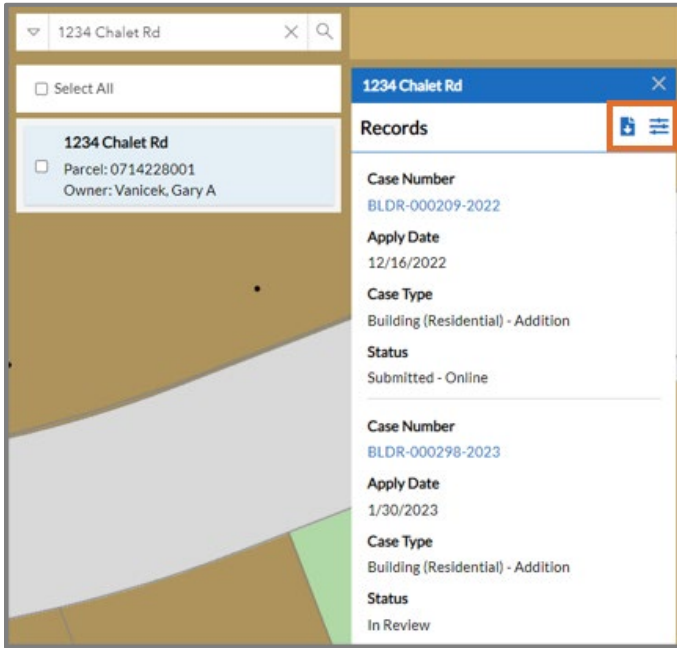 1234 Chalet Rd
Select All
1234 Chalet Rd
Parcel: 0714228001
Owner: Vanicek, Gary A
1234 Chalet Rd
Records
Case Number
BLDR-000209-2022
Apply Date
12/16/2022
Case Type
Building (Residential) - Addition
Status
Submitted - Online
Case Number
BLDR-000298-2023
Apply Date
1/30/2023
Case Type
Building (Residential) - Addition
Status
In Review